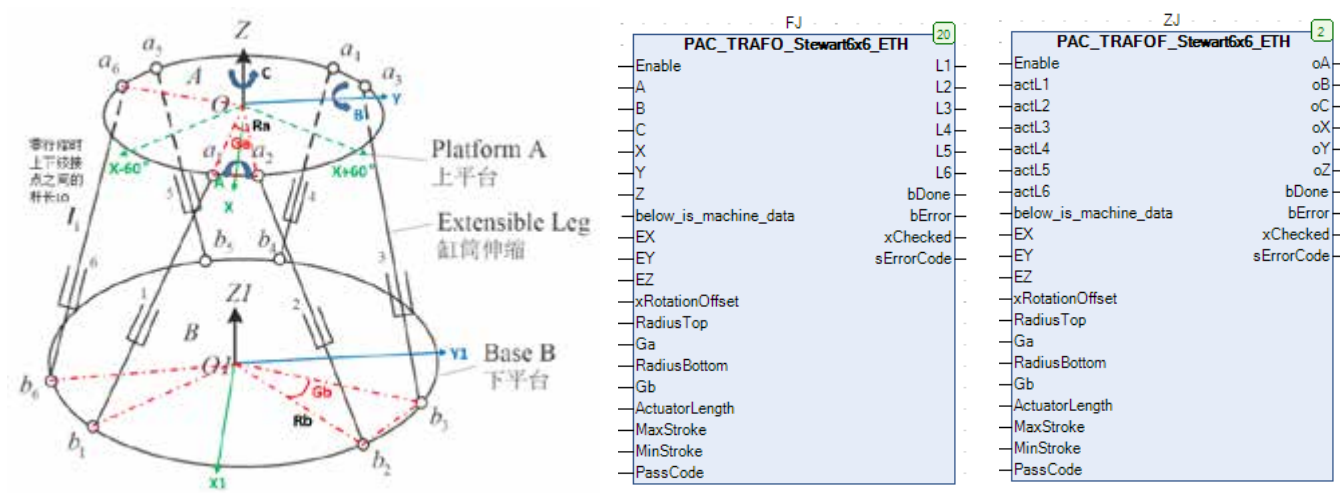 Z
a5
a1
a6
A
C
a3
O
Y
B
Ra
Ga
零行程时
上下铰接
点之间的
杆长L0
a1
a2
X-60°
X+60°
A
X
Platform A
上平台
5
4
Extensible Leg
缸筒伸缩
b5
b4
6
1
Z1
2
3
B
O1
Y1
Base B
下平台
b6
Gb
Rb
b3
b1
b2
X1
FJ
20
PAC_TRAFO_Stewart6x6_ETH
Enable L1
A L2
B L3
C L4
X L5
Y L6
Z bDone
below_is_machine_data bError
EX xChecked
EY sErrorCode
EZ
xRotationOffset
RadiusTop
Ga
RadiusBottom
Gb
ActuatorLength
MaxStroke
MinStroke
PassCode
ZJ
2
PAC_TRAFOF_Stewart6x6_ETH
Enable oA
actL1 oB
actL2 oC
actL3 oX
actL4 oY
actL5 oZ
actL6 bDone
below_is_machine_data bError
EX xChecked
EY sErrorCode
EZ
xRotationOffset
RadiusTop
Ga
RadiusBottom
Gb
ActuatorLength
MaxStroke
MinStroke
PassCode